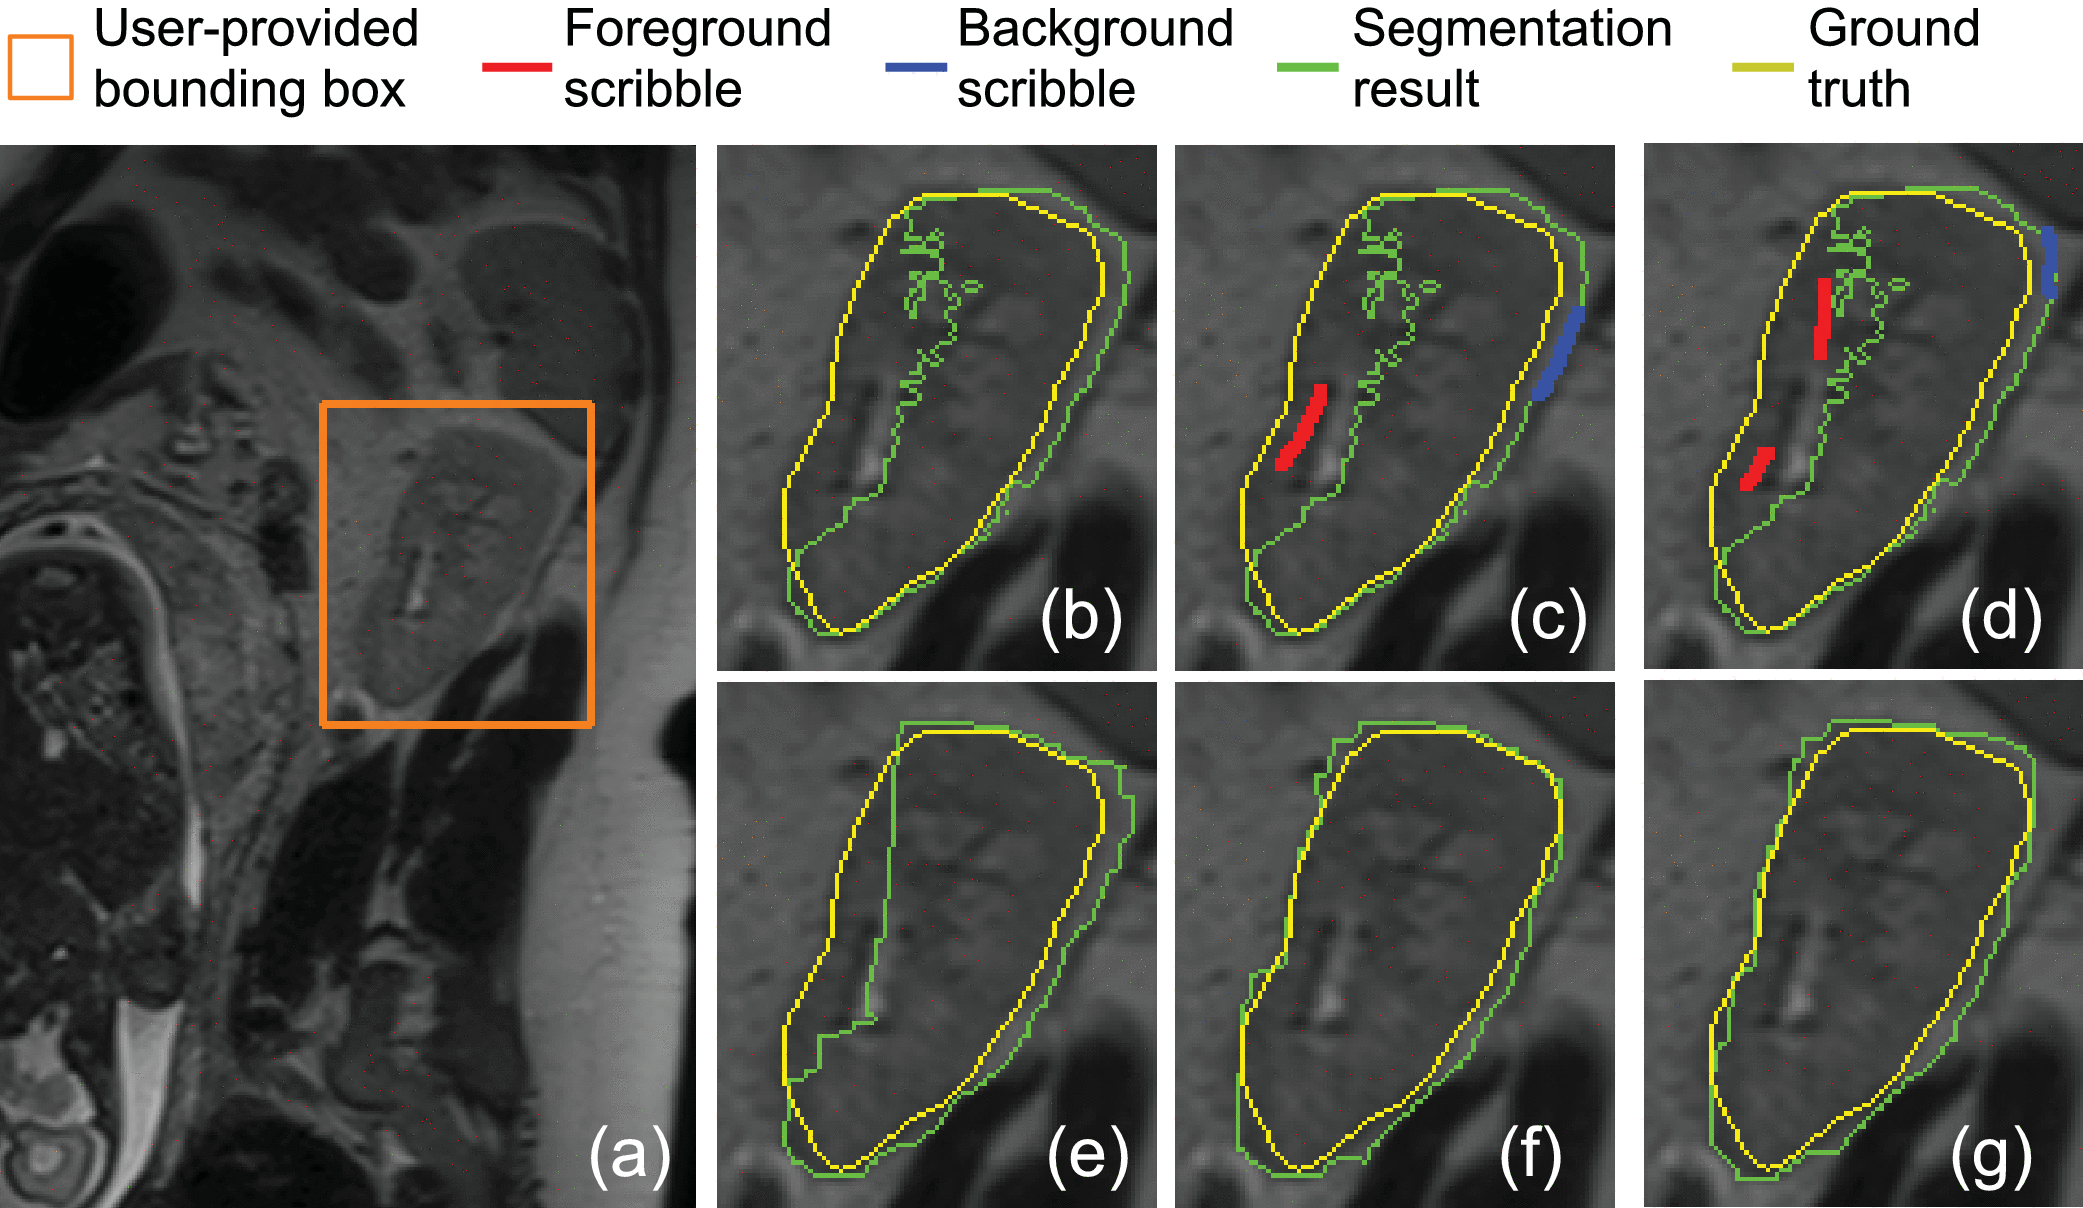 User-provided
bounding box
Foreground
scribble
Background
scribble
Segmentation
result
Ground
truth
(a)
(b)
(c)
(d)
(e)
(f)
(g)